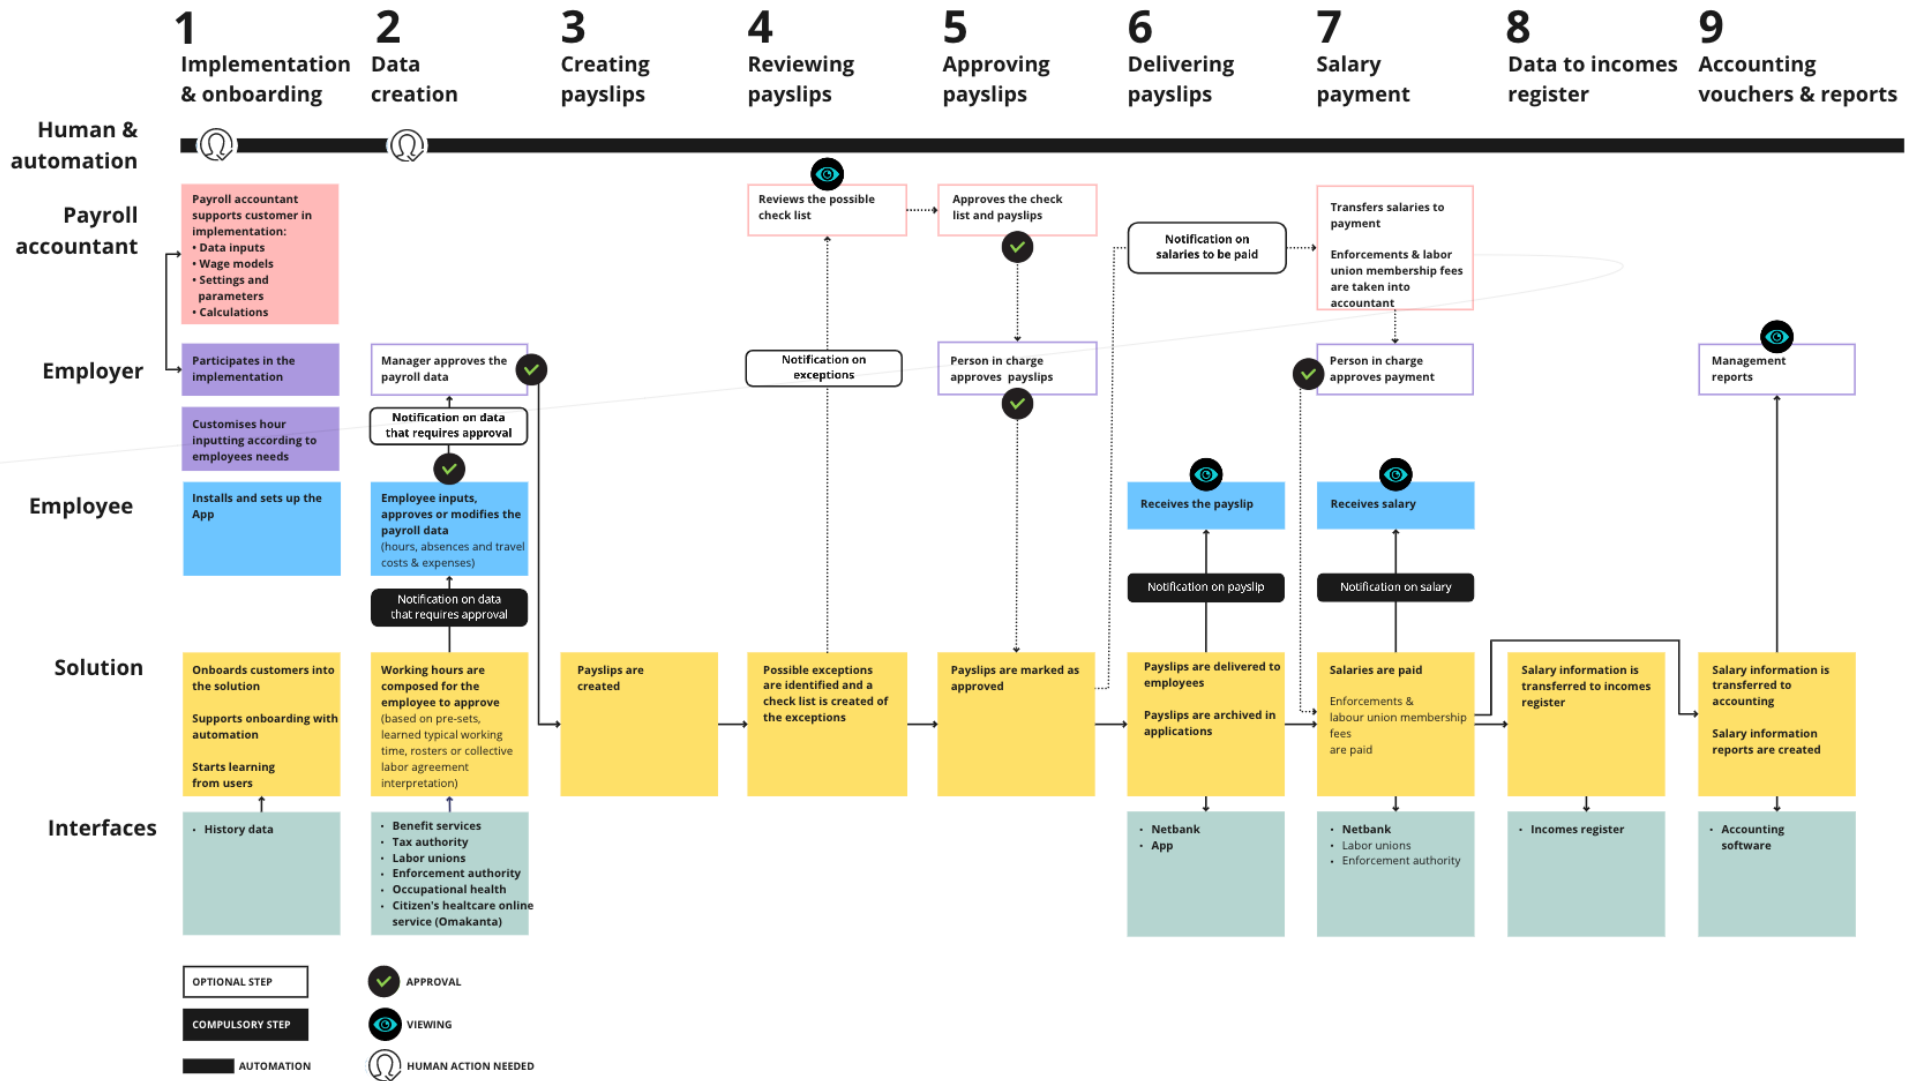 1
Implementation
& onboarding
2
Data
creation
3
Creating
payslips
4
Reviewing
payslips
5
Approving
payslips
6
Delivering
payslips
7
Salary
payment
8
Data to incomes
register
9
Accounting
vouchers & reports
Human &
automation
Payroll
accountant
Payroll accountant
supports customer in
implementation:
• Data inputs
• Wage models
• Settings and
parameters
• Calculations
Reviews the possible
check list
Approves the check
list and payslips
Notification on
salaries to be paid
Transfers salaries to
payment
Enforcements & labor
union membership fees
are taken into
accountant
Employer
Participates in the
implementation
Customises hour
inputting according to
employees needs
Manager approves the
payroll data
Notification on data
that requires approval
Notification on
exceptions
Person in charge
approves payslips
Person in charge
approves payment
Management
reports
Employee
Installs and sets up the
App
Employee inputs,
approves or modifies the
payroll data
(hours, absences and travel
costs & expenses)
Notification on data
that requires approval
Receives the payslip
Notification on payslip
Receives salary
Notification on salary
Solution
Onboards customers into
the solution
Supports onboarding with
automation
Starts learning
from users
Working hours are
composed for the
employee to approve
(based on pre-sets,
learned typical working
time, rosters or collective
labor agreement
interpretation)
Payslips are
created
Possible exceptions
are identified and a
check list is created of
the exceptions
Payslips are marked as
approved
Payslips are delivered to
employees
Payslips are archived in
applications
Salaries are paid
Enforcements &
labour union membership
fees
are paid
Salary information is
transferred to incomes
register
Salary information is
transferred to
accounting
Salary information
reports are created
Interfaces
• History data
• Benefit services
• Tax authority
• Labor unions
• Enforcement authority
• Occupational health
• Citizen's healtcare online
service (Omakanta)
• Netbank
• App
• Netbank
• Labor unions
• Enforcement authority
• Incomes register
• Accounting
software
OPTIONAL STEP
COMPULSORY STEP
AUTOMATION
APPROVAL
VIEWING
HUMAN ACTION NEEDED